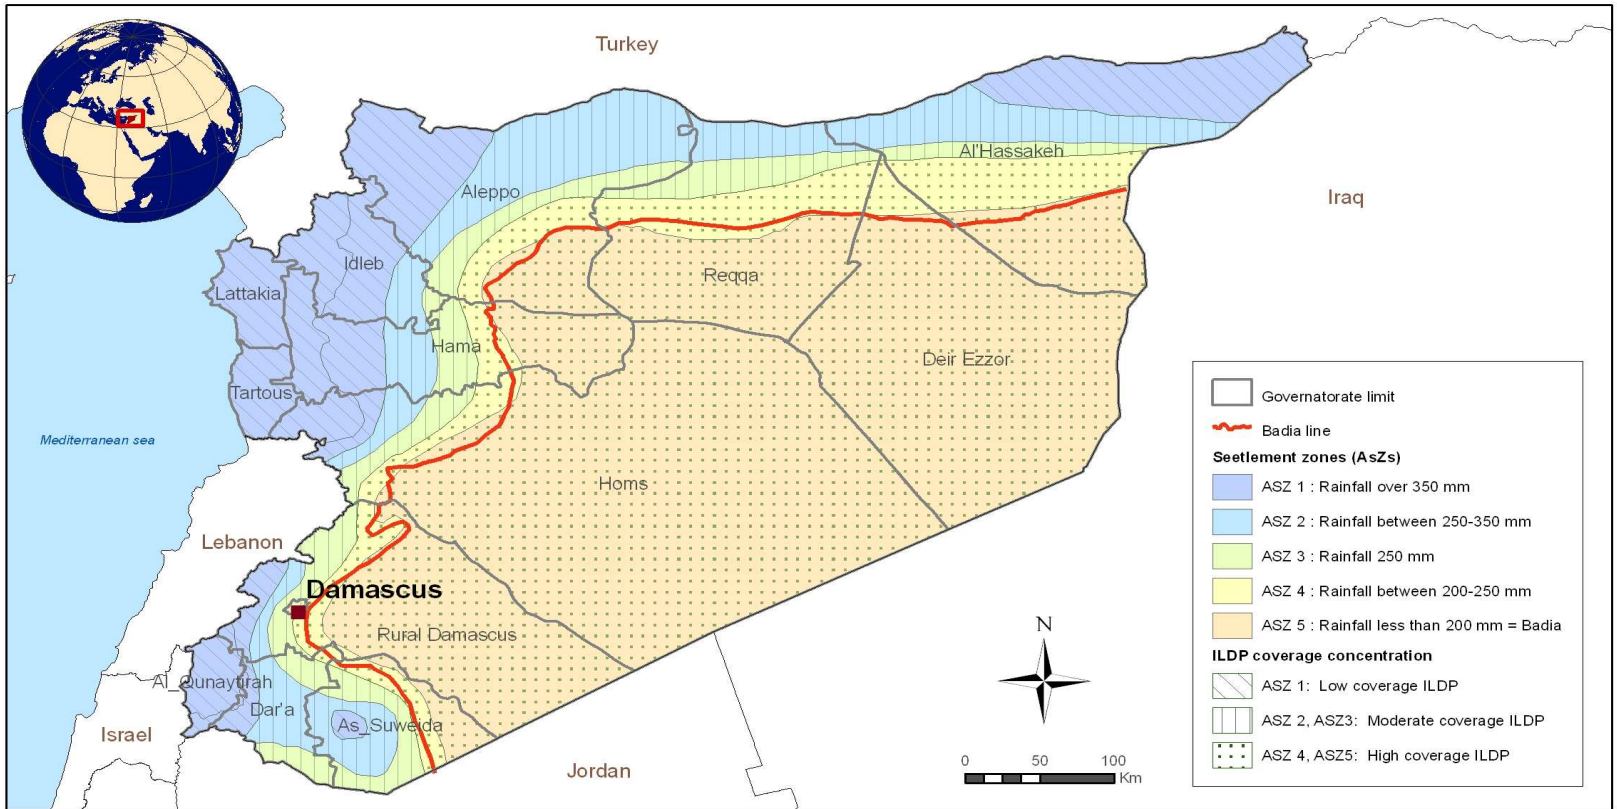 Turkey
Al'Hassakeh
Aleppo
Iraq
Idleb
Reqqa
Lattakia
Hama
Deir Ezzor
Tartous
Mediterranean sea
Homs
Lebanon
Damascus
Rural Damascus
Al_Qunaytirah
Dar'a
As_Suweida
Israel
Jordan
Governatorate limit
Badia line
Seetlement zones (AsZs)
ASZ 1 : Rainfall over 350 mm
ASZ 2 : Rainfall between 250-350 mm
ASZ 3 : Rainfall 250 mm
ASZ 4 : Rainfall between 200-250 mm
ASZ 5 : Rainfall less than 200 mm = Badia
ILDP coverage concentration
ASZ 1: Low coverage ILDP
ASZ 2, ASZ3: Moderate coverage ILDP
ASZ 4, ASZ5: High coverage ILDP
N
0 50 100
Km